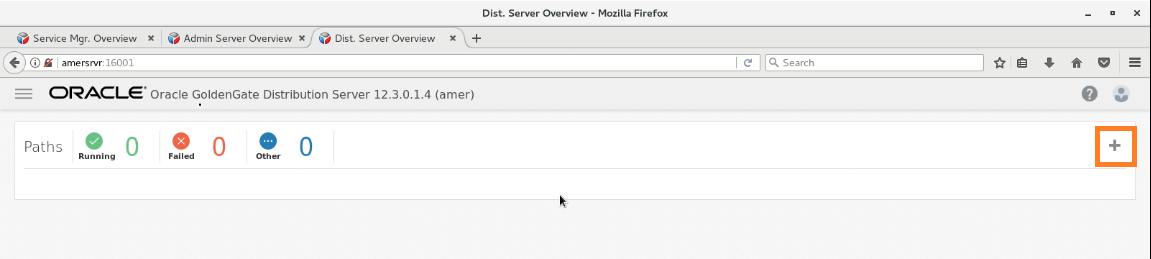 Dist. Server Overview - Mozilla Firefox
Service Mgr. Overview
Admin Server Overview
Dist. Server Overview
amersrvr:16001
Search
ORACLE® Oracle GoldenGate Distribution Server 12.3.0.1.4 (amer)
Paths
Running 0
Failed 0
Other 0